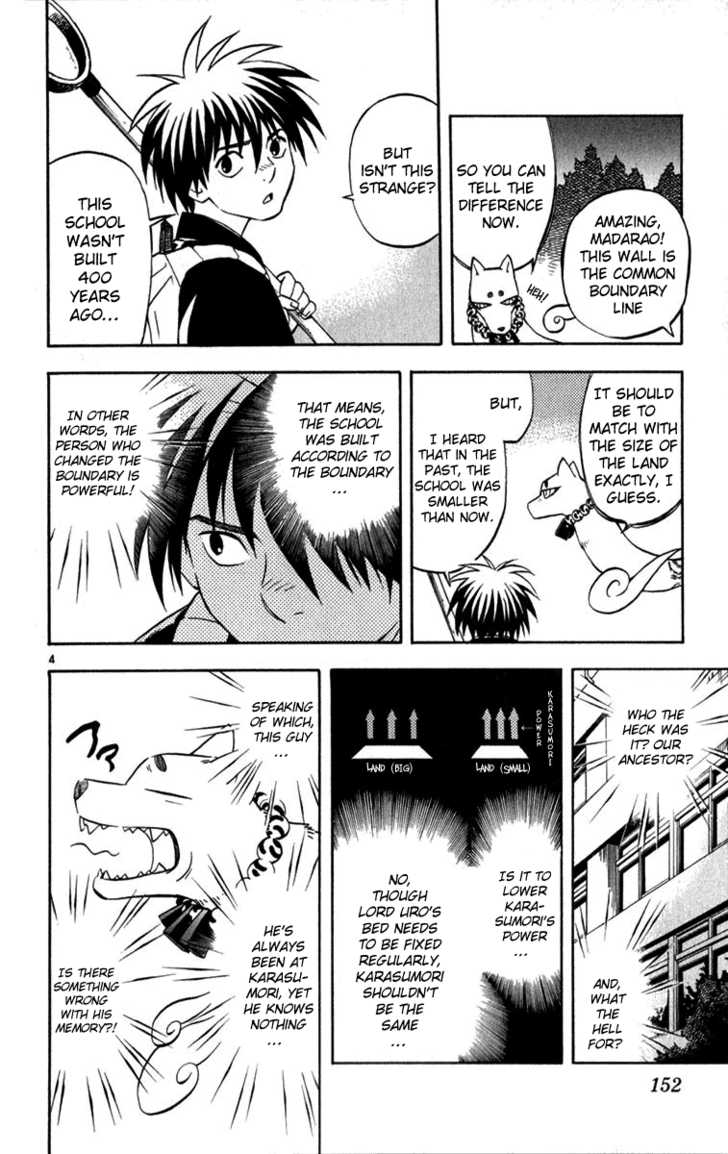 AMAZING,
MADARAO!
THIS WALL IS
THE COMMON
BOUNDARY
LINE
SO YOU CAN
TELL THE
DIFFERENCE
NOW.
HEH!
BUT
ISN'T THIS
STRANGE?
THIS
SCHOOL
WASN'T
BUILT
400
YEARS
AGO...
IT SHOULD
BE TO
MATCH WITH
THE SIZE OF
THE LAND
EXACTLY, I
GUESS.
BUT,
I HEARD
THAT IN THE
PAST, THE
SCHOOL WAS
SMALLER
THAN NOW.
THAT MEANS,
THE SCHOOL
WAS BUILT
ACCORDING TO
THE BOUNDARY
...
IN OTHER
WORDS, THE
PERSON WHO
CHANGED THE
BOUNDARY IS
POWERFUL!
4
WHO THE
HECK WAS
IT? OUR
ANCESTOR?
AND,
WHAT
THE HELL
FOR?
KARASUMORI
POWER
LAND (SMALL)
LAND (BIG)
IS IT TO
LOWER
KARA-
SUMORI'S
POWER
...
NO,
THOUGH
LORD URO'S
BED NEEDS
TO BE FIXED
REGULARLY,
KARASUMORI
SHOULDN'T
BE THE
SAME
...
SPEAKING
OF WHICH,
THIS GUY
...
HE'S
ALWAYS
BEEN AT
KARASU-
MORI, YET
HE KNOWS
NOTHING
...
IS THERE
SOMETHING
WRONG
WITH HIS
MEMORY?!
152